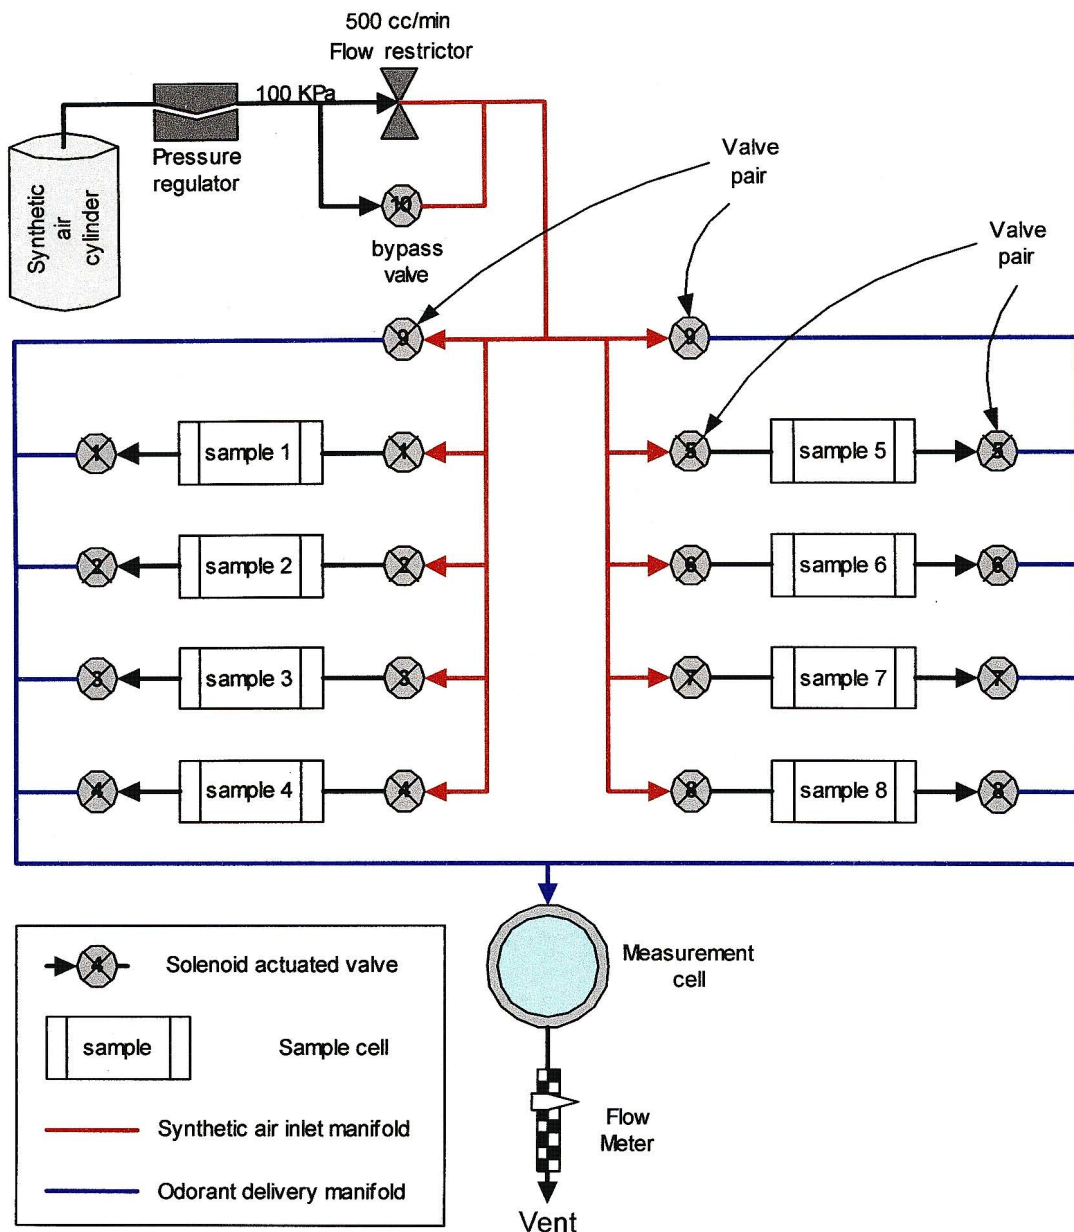 500 cc/min
Flow restrictor
100 KPa
Pressure
regulator
Synthetic
air
cylinder
10
bypass
valve
Valve
pair
Valve
pair
9
9
1
sample 1
1
5
sample 5
5
2
sample 2
2
6
sample 6
6
3
sample 3
3
7
sample 7
7
4
sample 4
4
8
sample 8
8
Measurement
cell
4
Solenoid actuated valve
sample
Sample cell
Synthetic air inlet manifold
Odorant delivery manifold
Flow
Meter
Vent